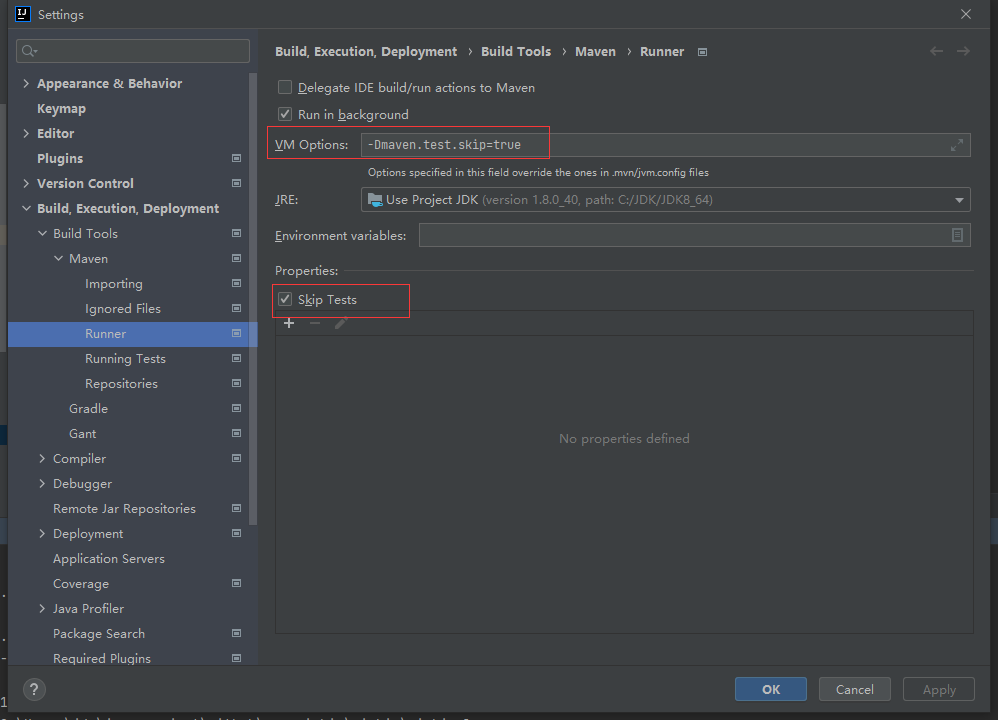 Settings
Build, Execution, Deployment › Build Tools › Maven › Runner
Appearance & Behavior
Keymap
Editor
Plugins
Version Control
Build, Execution, Deployment
Build Tools
Maven
Importing
Ignored Files
Runner
Running Tests
Repositories
Gradle
Gant
Compiler
Debugger
Remote Jar Repositories
Deployment
Application Servers
Coverage
Java Profiler
Package Search
Required Plugins
Delegate IDE build/run actions to Maven
Run in background
VM Options: -Dmaven.test.skip=true
Options specified in this field override the ones in .mvn/jvm.config files
JRE: Use Project JDK (version 1.8.0_40, path: C:/JDK/JDK8_64)
Environment variables:
Properties:
Skip Tests
No properties defined
?
OK Cancel Apply